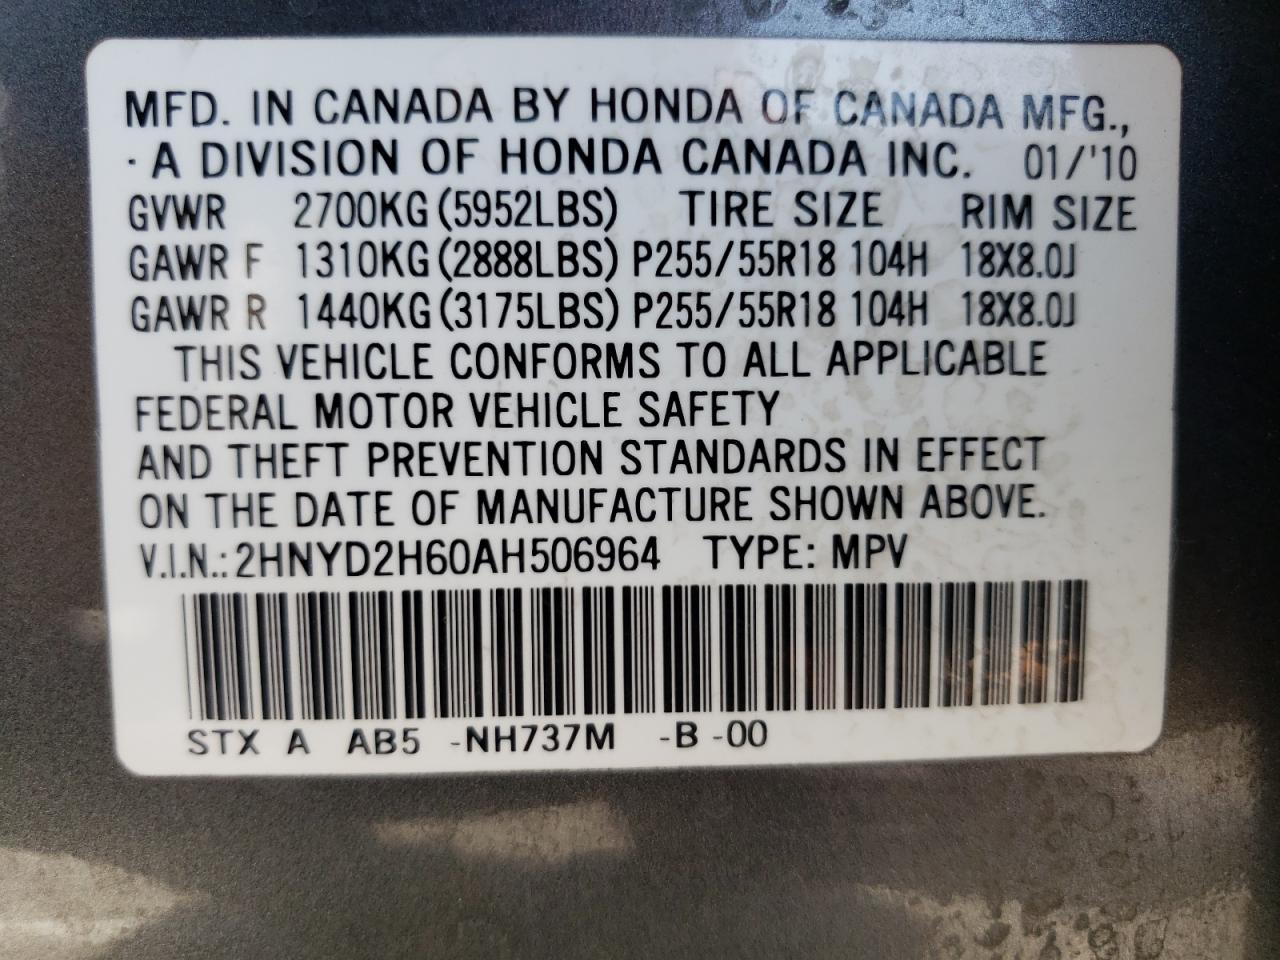 MFD. IN CANADA BY HONDA OF CANADA MFG.,
· A DIVISION OF HONDA CANADA INC. 01/'10
GVWR 2700KG(5952LBS) TIRE SIZE RIM SIZE
GAWR F 1310KG(2888LBS) P255/55R18 104H 18X8.0J
GAWR R 1440KG(3175LBS) P255/55R18 104H 18X8.0J
THIS VEHICLE CONFORMS TO ALL APPLICABLE
FEDERAL MOTOR VEHICLE SAFETY
AND THEFT PREVENTION STANDARDS IN EFFECT
ON THE DATE OF MANUFACTURE SHOWN ABOVE.
V.I.N.: 2HNYD2H60AH506964 TYPE: MPV
STX A AB5 -NH737M -B -00